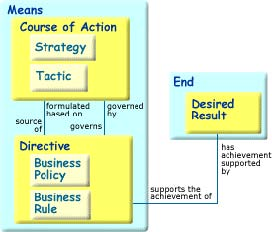 Means
Course of Action
Strategy
Tactic
formulated
based on
governed
by
source
of
governs
Directive
Business
Policy
Business
Rule
End
Desired
Result
has
achievement
supported
by
supports the
achievement of